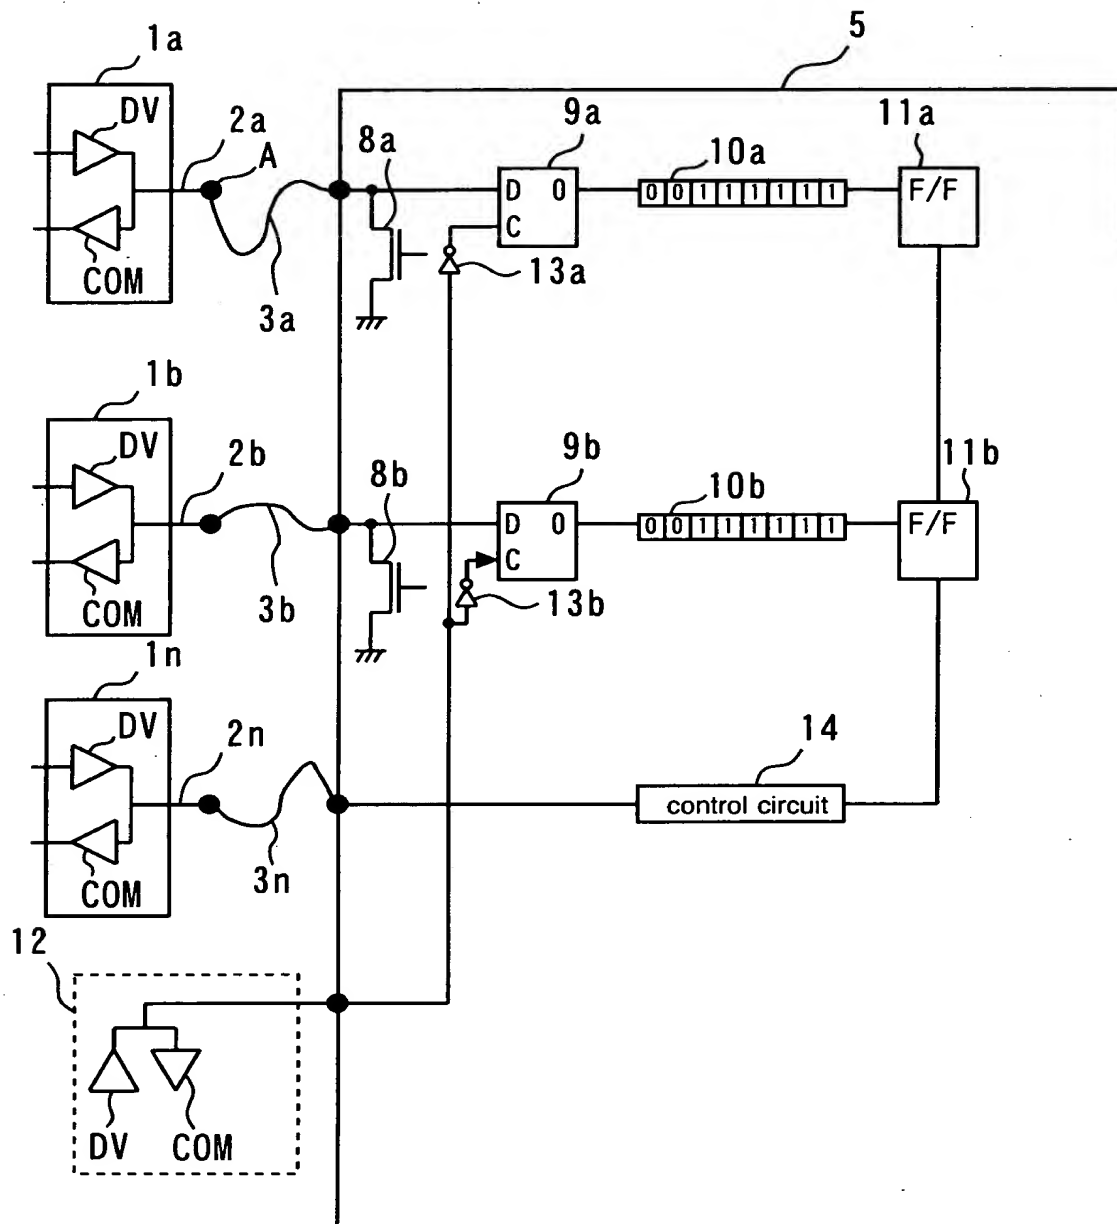 5
1a
DV
2a
A
8a
9a
10a
11a
D 0
C
0 0 1 1 1 1 1 1
F/F
COM
3a
13a
1b
DV
2b
8b
9b
10b
11b
D 0
C
0 0 1 1 1 1 1 1
F/F
COM
3b
13b
1n
DV
2n
14
control circuit
COM
3n
12
DV
COM